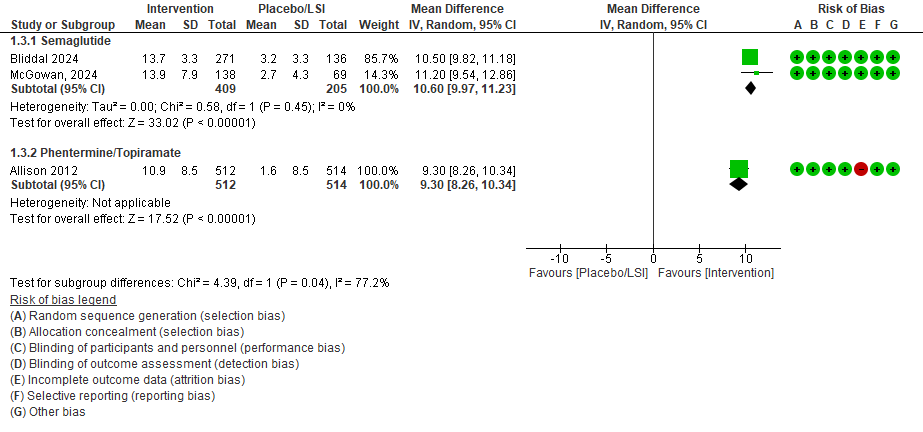 Intervention Placebo/LSI Mean Difference Mean Difference Risk of Bias
Study or Subgroup Mean SD Total Mean SD Total Weight IV, Random, 95% CI IV, Random, 95% CI A B C D E F G
1.3.1 Semaglutide
Bliddal 2024 13.7 3.3 271 3.2 3.3 136 85.7% 10.50 [9.82, 11.18]
McGowan, 2024 13.9 7.9 138 2.7 4.3 69 14.3% 11.20 [9.54, 12.86]
Subtotal (95% CI) 409 205 100.0% 10.60 [9.97, 11.23]
Heterogeneity: Tau² = 0.00; Chi² = 0.58, df = 1 (P = 0.45); I² = 0%
Test for overall effect: Z = 33.02 (P < 0.00001)
1.3.2 Phentermine/Topiramate
Allison 2012 10.9 8.5 512 1.6 8.5 514 100.0% 9.30 [8.26, 10.34]
Subtotal (95% CI) 512 514 100.0% 9.30 [8.26, 10.34]
Heterogeneity: Not applicable
Test for overall effect: Z = 17.52 (P < 0.00001)
-10 -5 0 5 10
Favours [Placebo/LSI] Favours [Intervention]
Test for subgroup differences: Chi² = 4.39, df = 1 (P = 0.04), I² = 77.2%
Risk of bias legend
(A) Random sequence generation (selection bias)
(B) Allocation concealment (selection bias)
(C) Blinding of participants and personnel (performance bias)
(D) Blinding of outcome assessment (detection bias)
(E) Incomplete outcome data (attrition bias)
(F) Selective reporting (reporting bias)
(G) Other bias